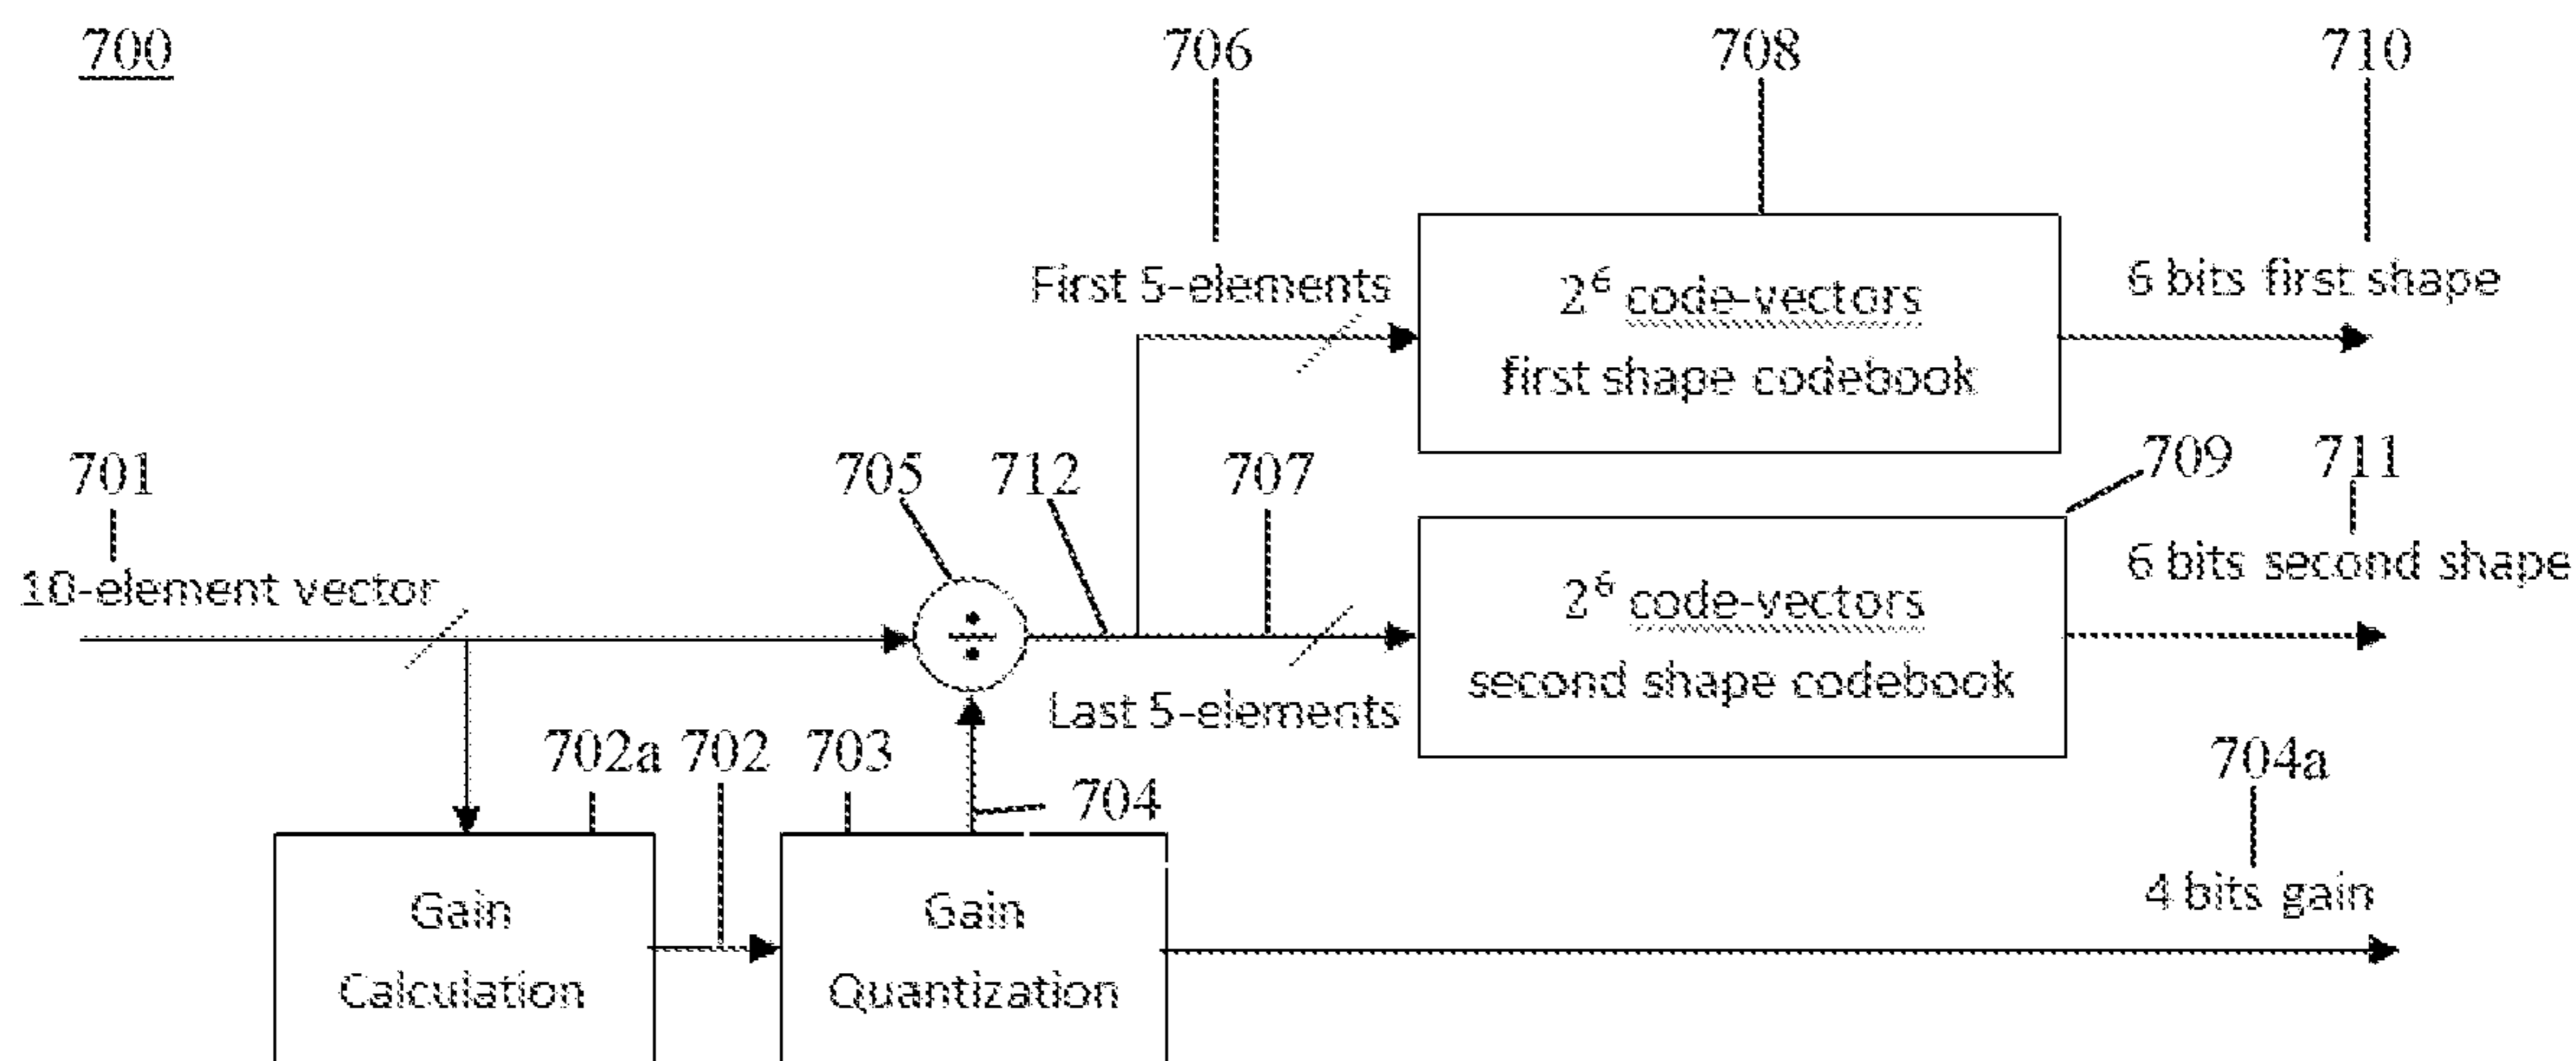 700
706
708
710
First 5-elements
2⁶ code-vectors
first shape codebook
6 bits first shape
701
705
712
707
709
711
10-element vector
2⁶ code-vectors
second shape codebook
6 bits second shape
Last 5-elements
702a
702
703
704
704a
Gain
Calculation
Gain
Quantization
4 bits gain